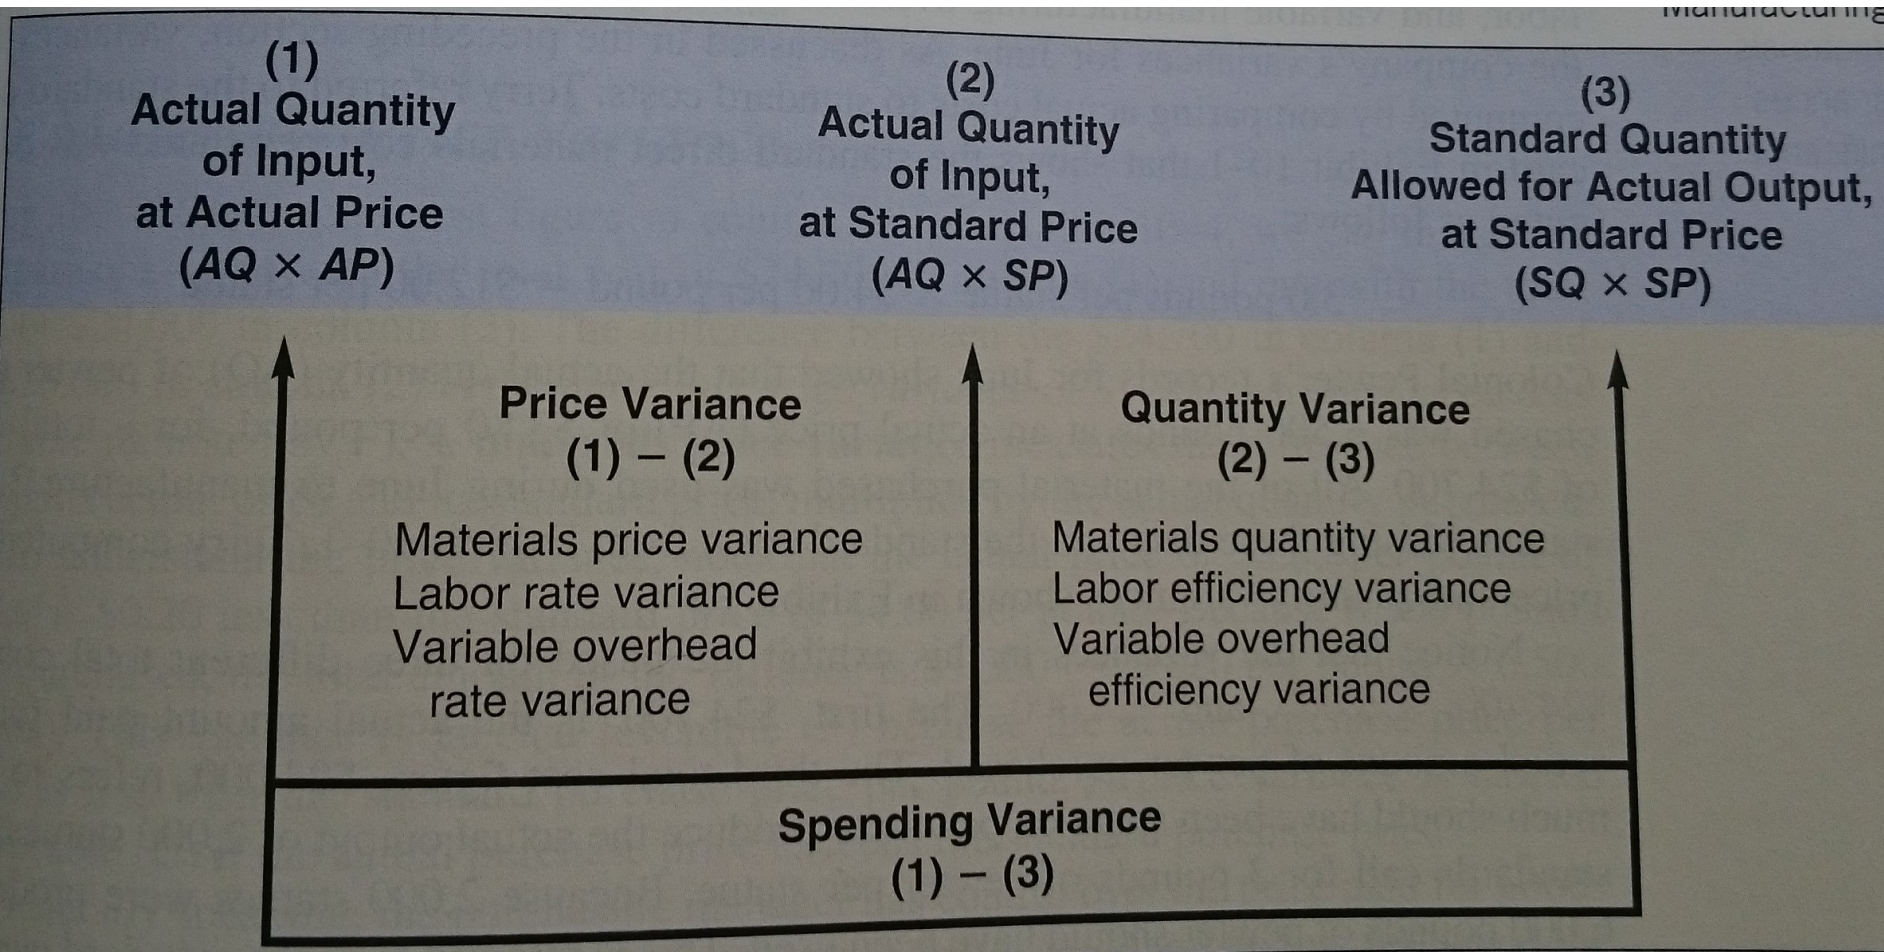 Manufacturing
(1)
Actual Quantity
of Input,
at Actual Price
(AQ × AP)
(2)
Actual Quantity
of Input,
at Standard Price
(AQ × SP)
(3)
Standard Quantity
Allowed for Actual Output,
at Standard Price
(SQ × SP)
Price Variance
(1) – (2)
Materials price variance
Labor rate variance
Variable overhead
rate variance
Quantity Variance
(2) – (3)
Materials quantity variance
Labor efficiency variance
Variable overhead
efficiency variance
Spending Variance
(1) – (3)